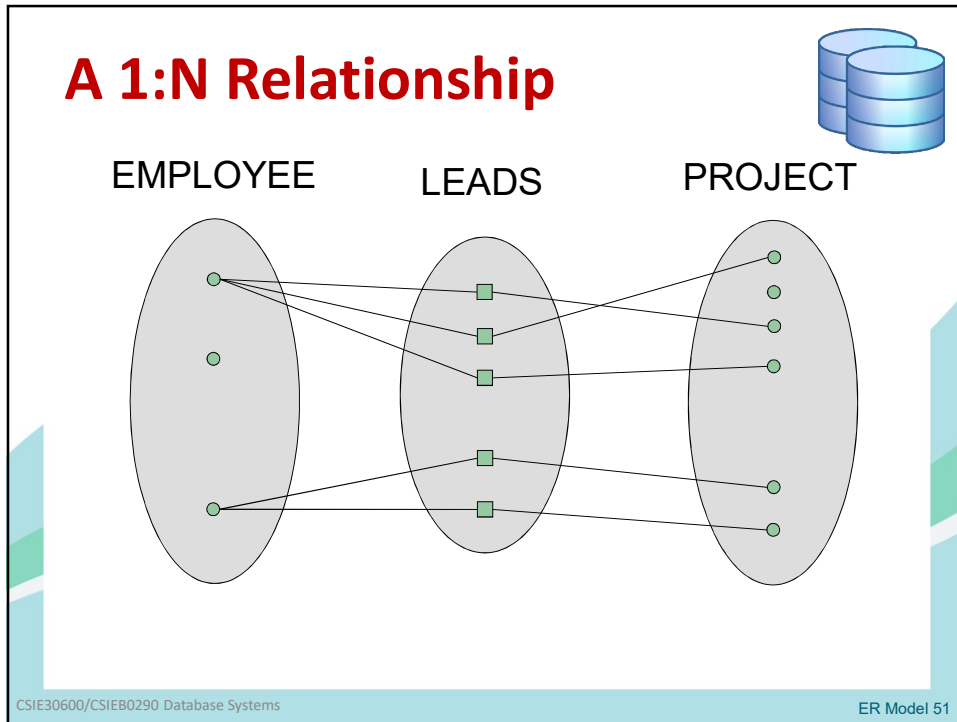 A 1:N Relationship
EMPLOYEE LEADS PROJECT
CSIE30600/CSIEB0290 Database Systems
ER Model 51